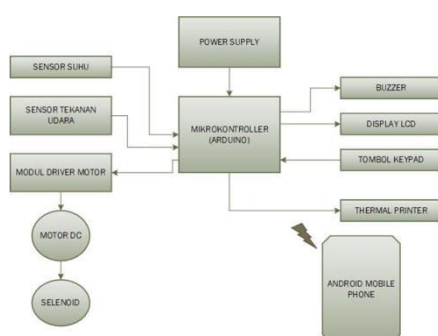 POWER SUPPLY
SENSOR SUHU
BUZZER
SENSOR TEKANAN
UDARA
MIKROKONTROLLER
(ARDUINO)
DISPLAY LCD
TOMBOL KEYPAD
MODUL DRIVER MOTOR
THERMAL PRINTER
MOTOR DC
ANDROID MOBILE
PHONE
SELENOID